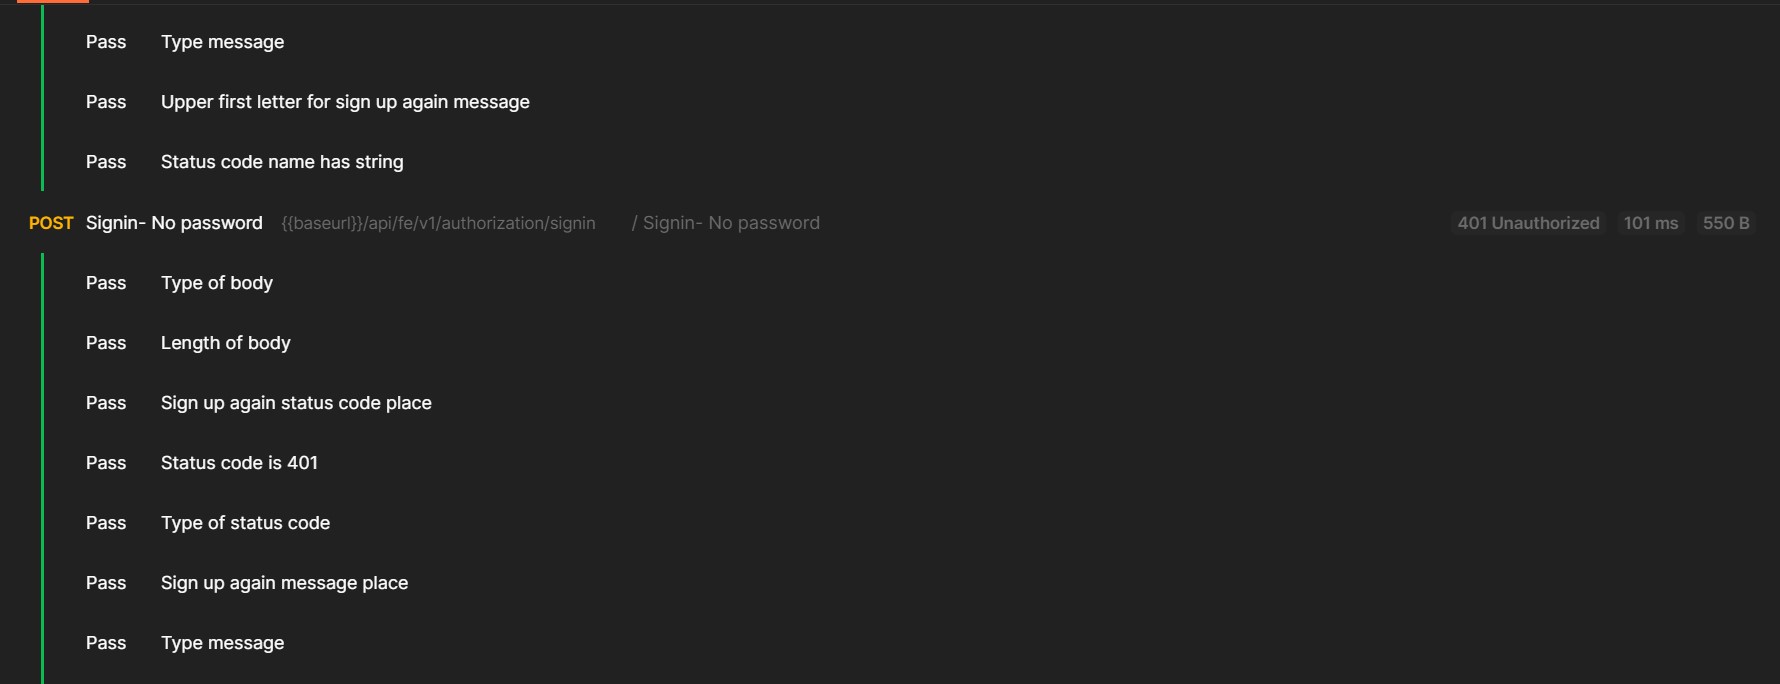 Pass Type message
Pass Upper first letter for sign up again message
Pass Status code name has string
POST Signin- No password {{baseurl}}/api/fe/v1/authorization/signin / Signin- No password 401 Unauthorized 101 ms 550 B
Pass Type of body
Pass Length of body
Pass Sign up again status code place
Pass Status code is 401
Pass Type of status code
Pass Sign up again message place
Pass Type message